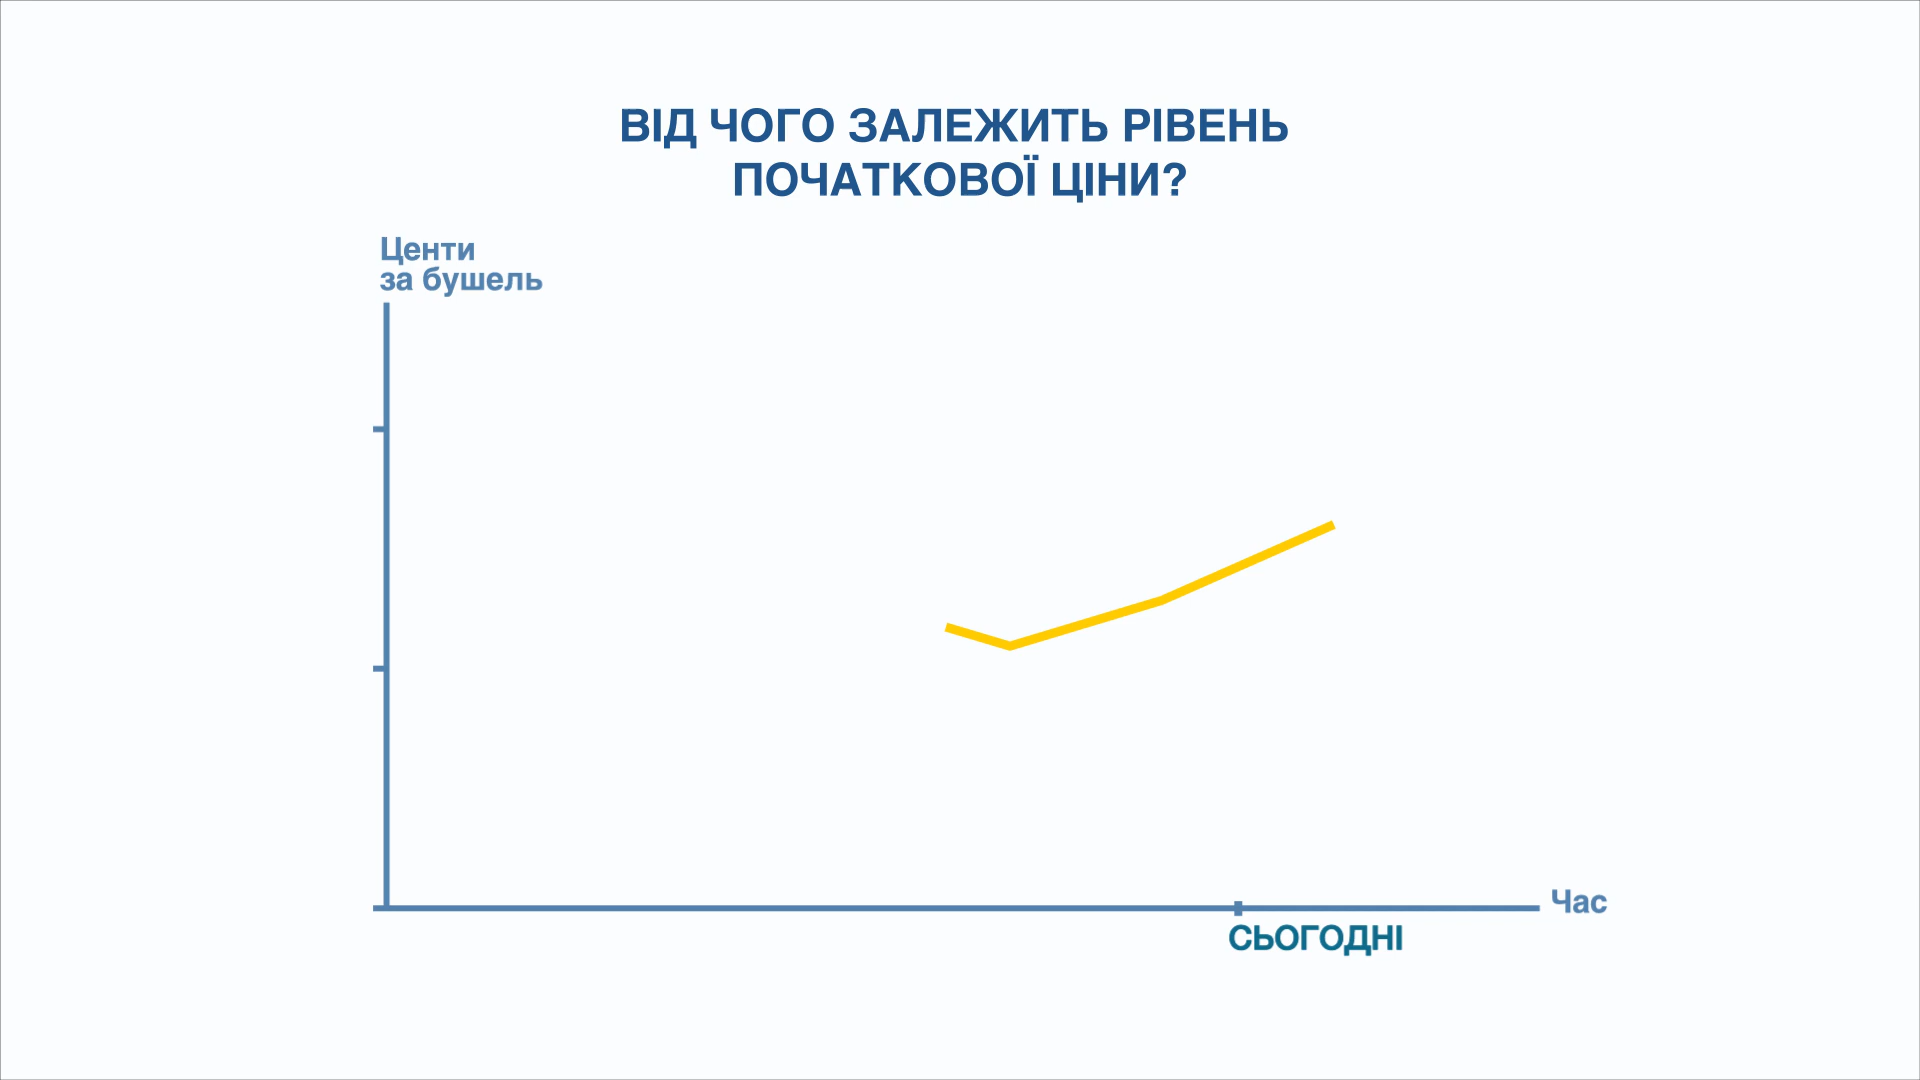 ВІД ЧОГО ЗАЛЕЖИТЬ РІВЕНЬ
ПОЧАТКОВОЇ ЦІНИ?
Центи
за бушель
Час
СЬОГОДНІ